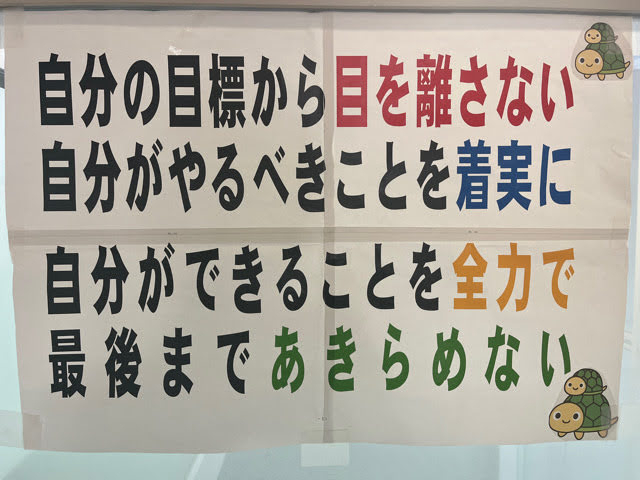 自分の目標から目を離さない
自分がやるべきことを着実に
自分ができることを全力で
最後まであきらめない